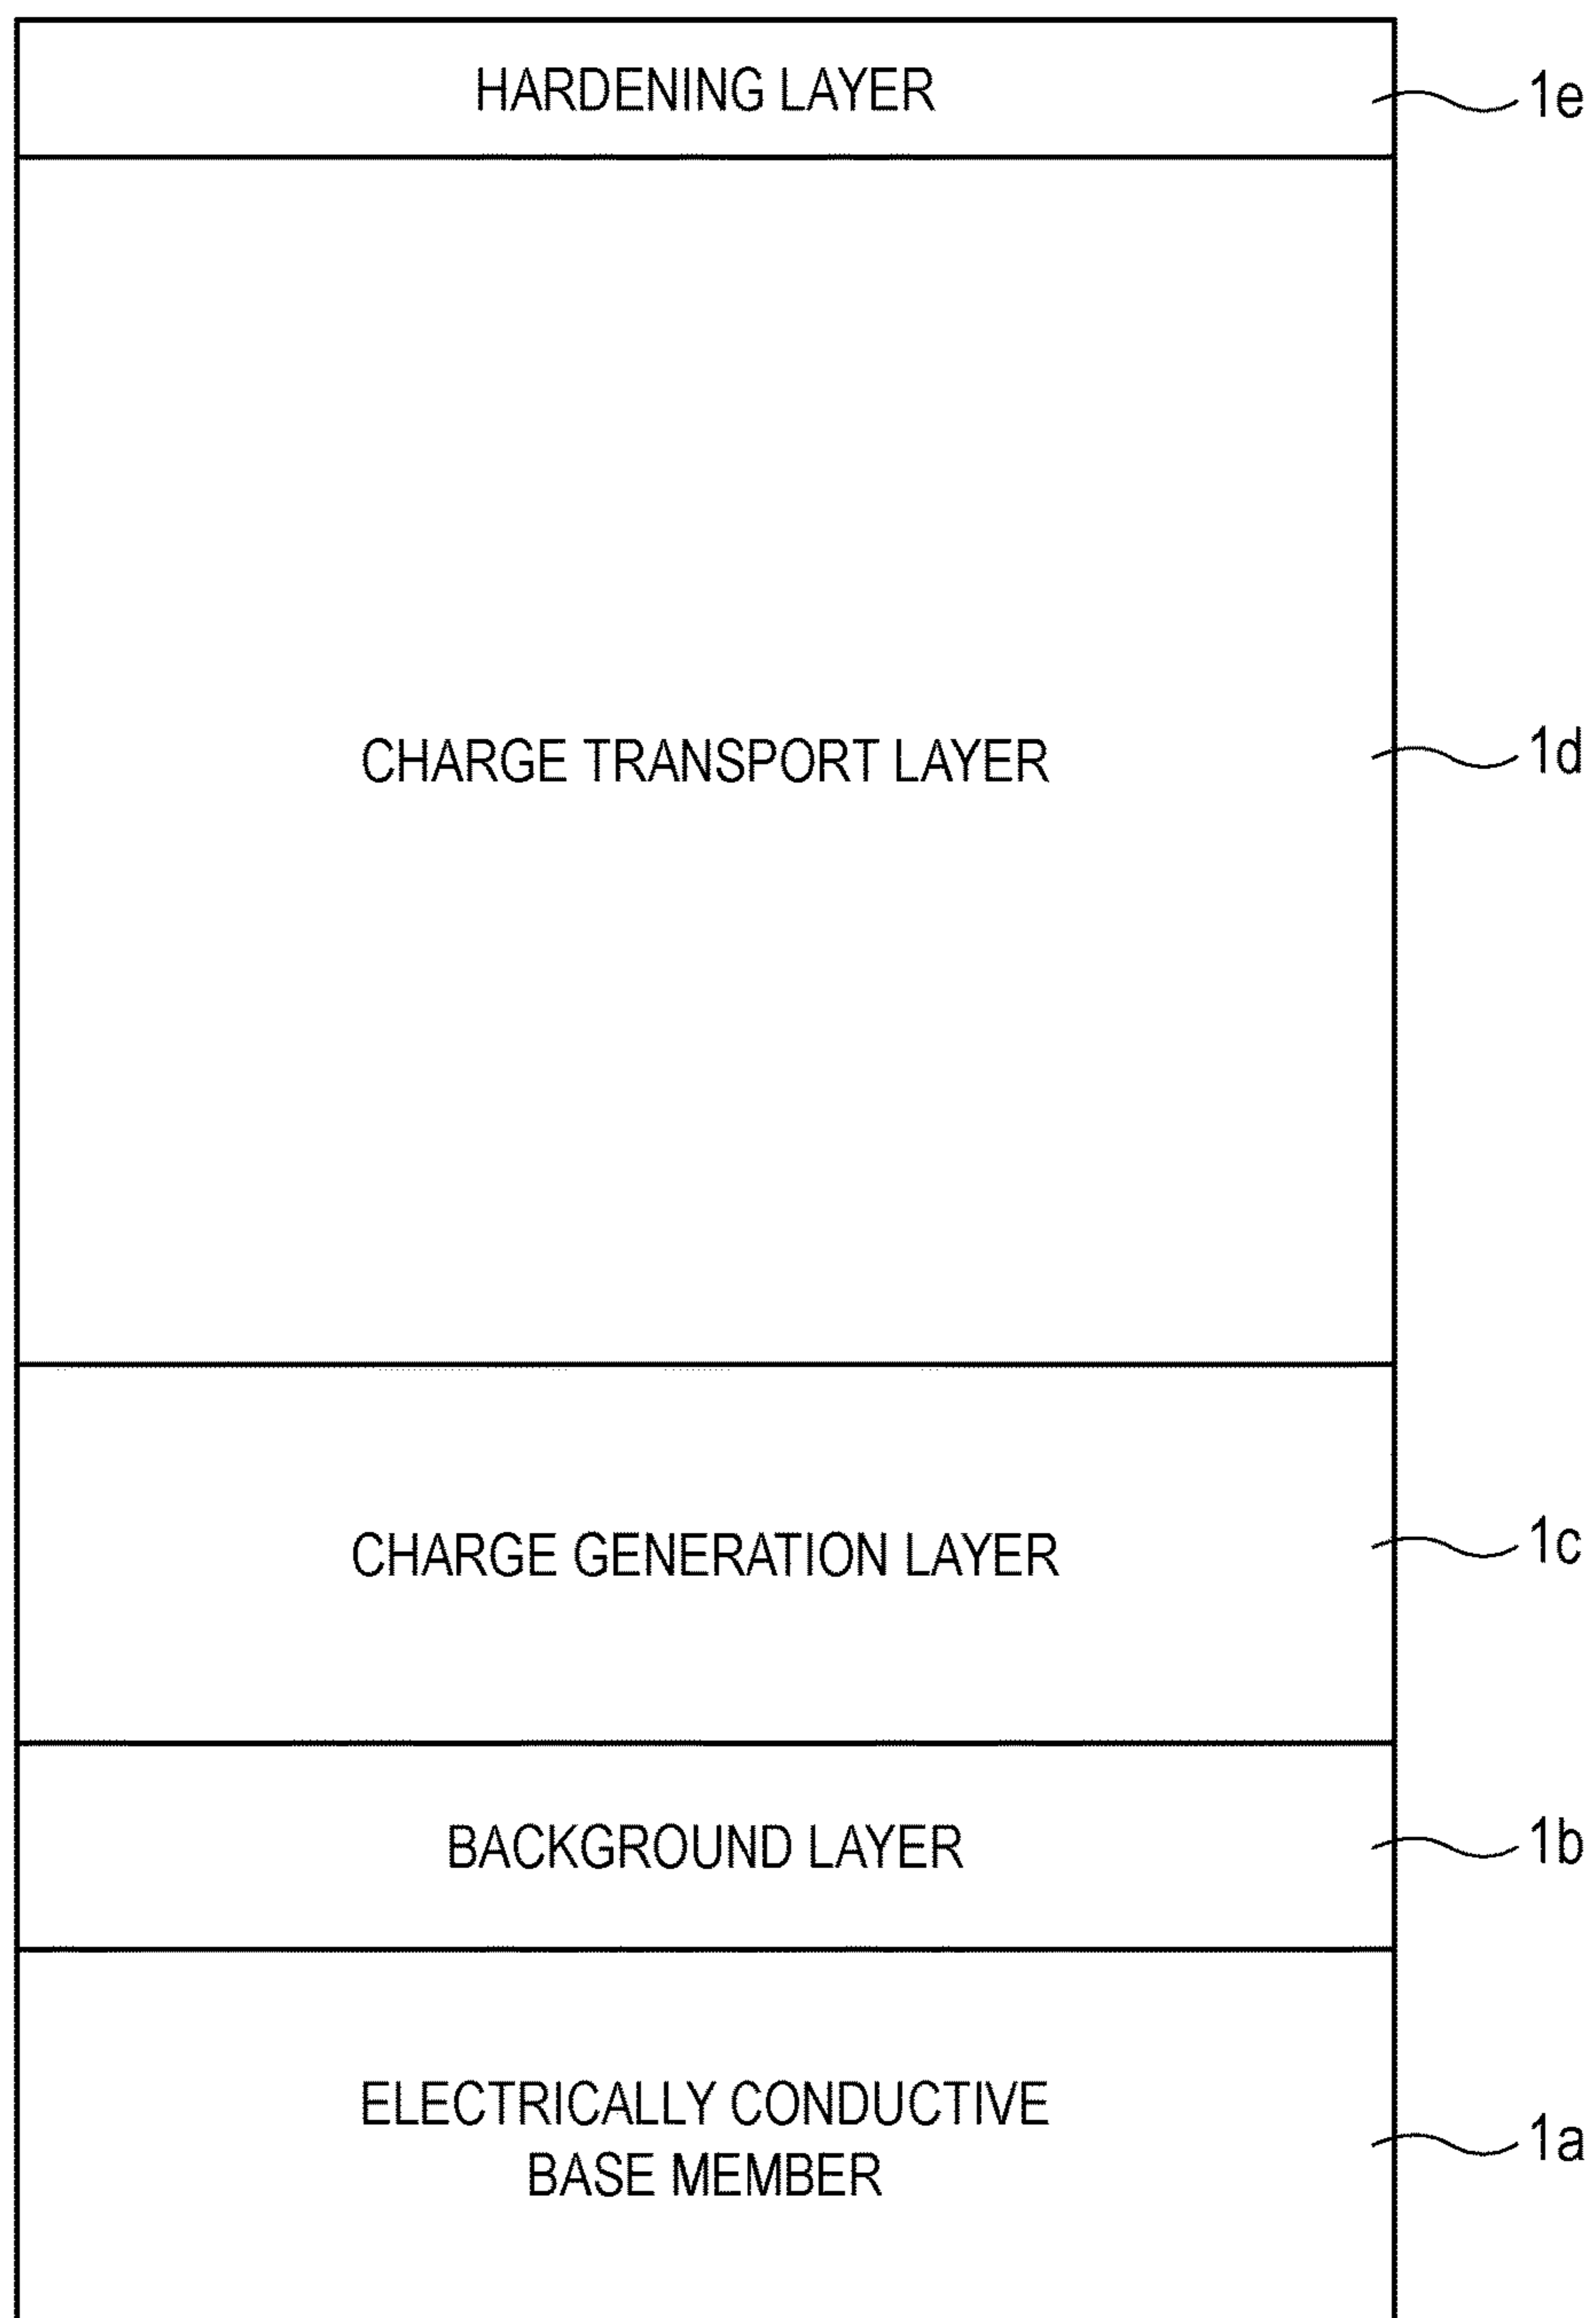 HARDENING LAYER
1e
CHARGE TRANSPORT LAYER
1d
CHARGE GENERATION LAYER
1c
BACKGROUND LAYER
1b
ELECTRICALLY CONDUCTIVE
BASE MEMBER
1a